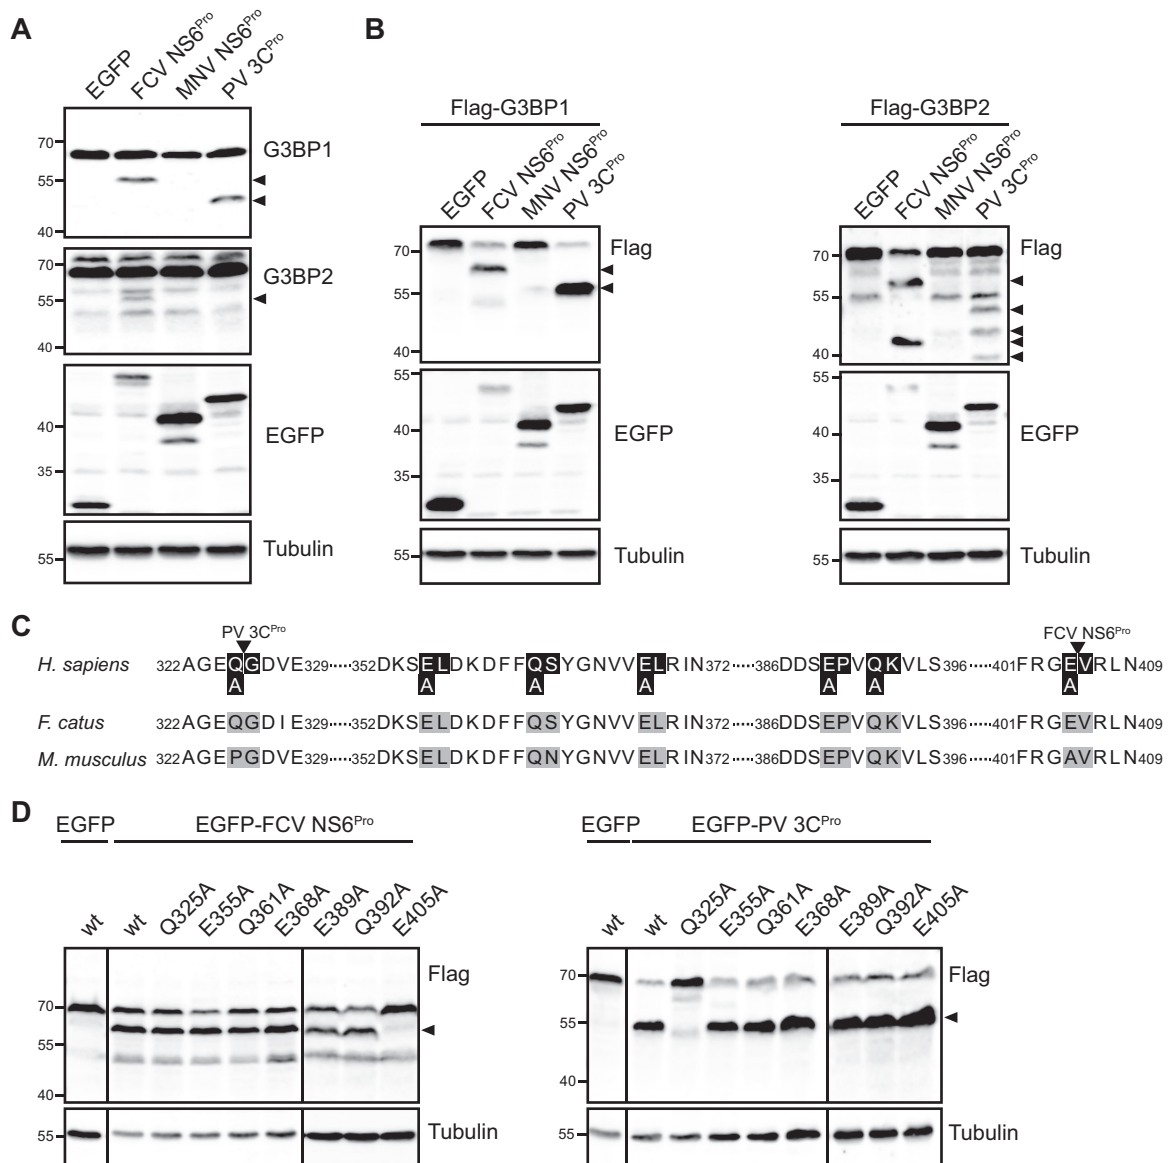 A
EGFP
FCV NS6Pro
MNV NS6Pro
PV 3CPro
70
55
40
G3BP1
70
55
40
G3BP2
40
35
EGFP
55
Tubulin
B
Flag-G3BP1
EGFP
FCV NS6Pro
MNV NS6Pro
PV 3CPro
70
55
40
Flag
55
40
35
EGFP
55
Tubulin
Flag-G3BP2
EGFP
FCV NS6Pro
MNV NS6Pro
PV 3CPro
70
55
40
Flag
55
40
35
EGFP
55
Tubulin
C
PV 3CPro FCV NS6Pro
H. sapiens 322AGEQGDVE329.....352DKSELDKDFFQSYGNVVELRIN372.....386DDSEPVQKVLS396.....401FRGEVRLN409
A A A A A A A
F. catus 322AGEQGDIE329.....352DKSELDKDFFQSYGNVVELRIN372.....386DDSEPVQKVLS396.....401FRGEVRLN409
M. musculus 322AGEPGDVE329.....352DKSELDKDFFQNYGNVVELRIN372.....386DDSEPVQKVLS396.....401FRGAVRLN409
D
EGFP EGFP-FCV NS6Pro
wt
wt
Q325A
E355A
Q361A
E368A
E389A
Q392A
E405A
70
55
40
Flag
55
Tubulin
EGFP EGFP-PV 3CPro
wt
wt
Q325A
E355A
Q361A
E368A
E389A
Q392A
E405A
70
55
40
Flag
55
Tubulin